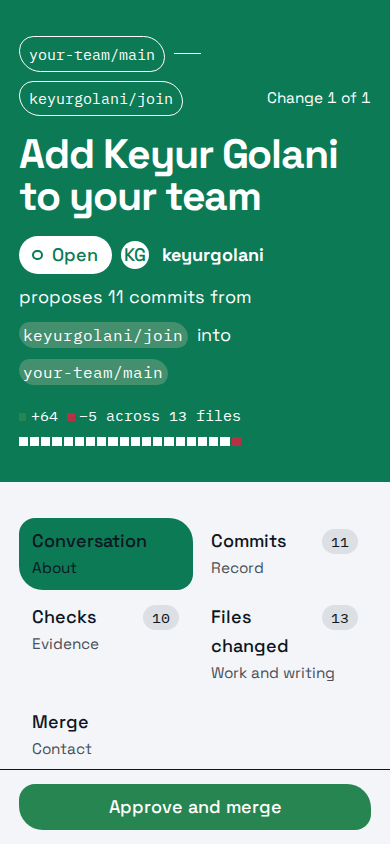 your-team/main
keyurgolani/join
Change 1 of 1
Add Keyur Golani
to your team
Open KG keyurgolani
proposes 11 commits from
keyurgolani/join into
your-team/main
+64 −5 across 13 files
Conversation
About
Commits 11
Record
Checks 10
Evidence
Files 13
changed
Work and writing
Merge
Contact
Approve and merge